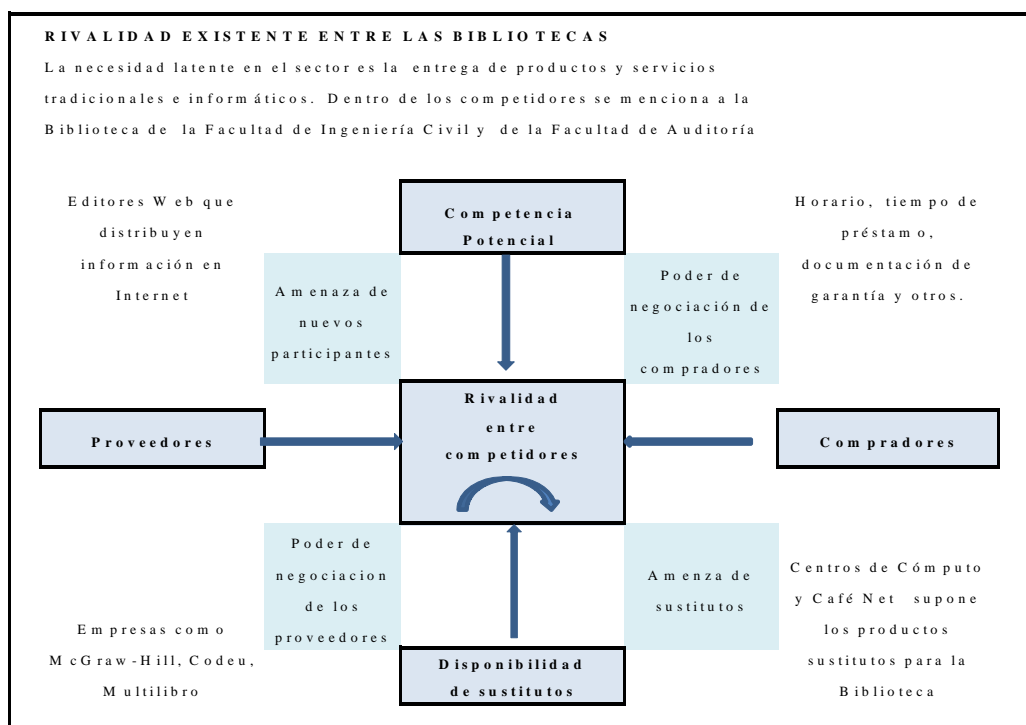 RIVALIDAD EXISTENTE ENTRE LAS BIBLIOTECAS
La necesidad latente en el sector es la entrega de productos y servicios
tradicionales e informáticos. Dentro de los competidores se menciona a la
Biblioteca de la Facultad de Ingeniería Civil y de la Facultad de Auditoría
Editores Web que
distribuyen
información en
Internet
Competencia
Potencial
Horario, tiempo de
préstamo,
documentación de
garantía y otros.
Amenaza de
nuevos
participantes
Poder de
negociación de
los
compradores
Proveedores
Rivalidad
entre
competidores
Compradores
Poder de
negociacion
de los
proveedores
Amenza de
sustitutos
Empresas como
McGraw-Hill, Codeu,
Multilibro
Disponibilidad
de sustitutos
Centros de Cómputo
y Café Net supone
los productos
sustitutos para la
Biblioteca